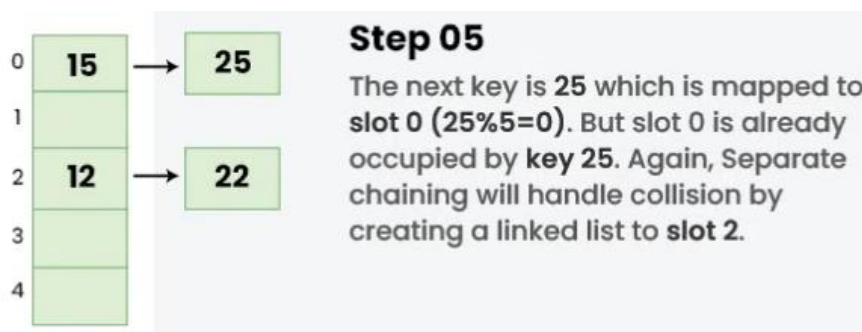 Step 05
0 15 25
The next key is 25 which is mapped to
slot 0 (25%5=0). But slot 0 is already
1
occupied by key 25. Again, Separate
2 12 22
chaining will handle collision by
creating a linked list to slot 2.
3
4